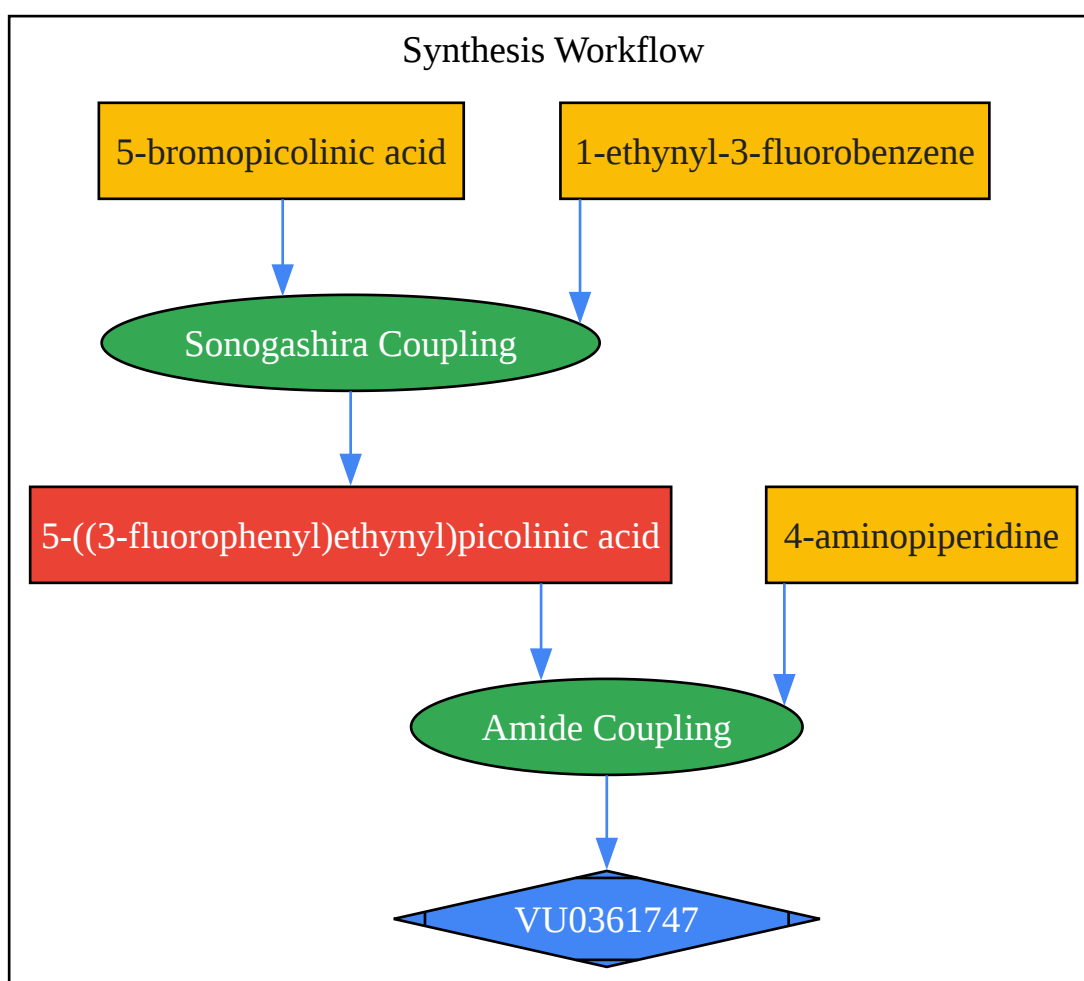 Synthesis Workflow
5-bromopicolinic acid
1-ethynyl-3-fluorobenzene
Sonogashira Coupling
5-((3-fluorophenyl)ethynyl)picolinic acid
4-aminopiperidine
Amide Coupling
VU0361747